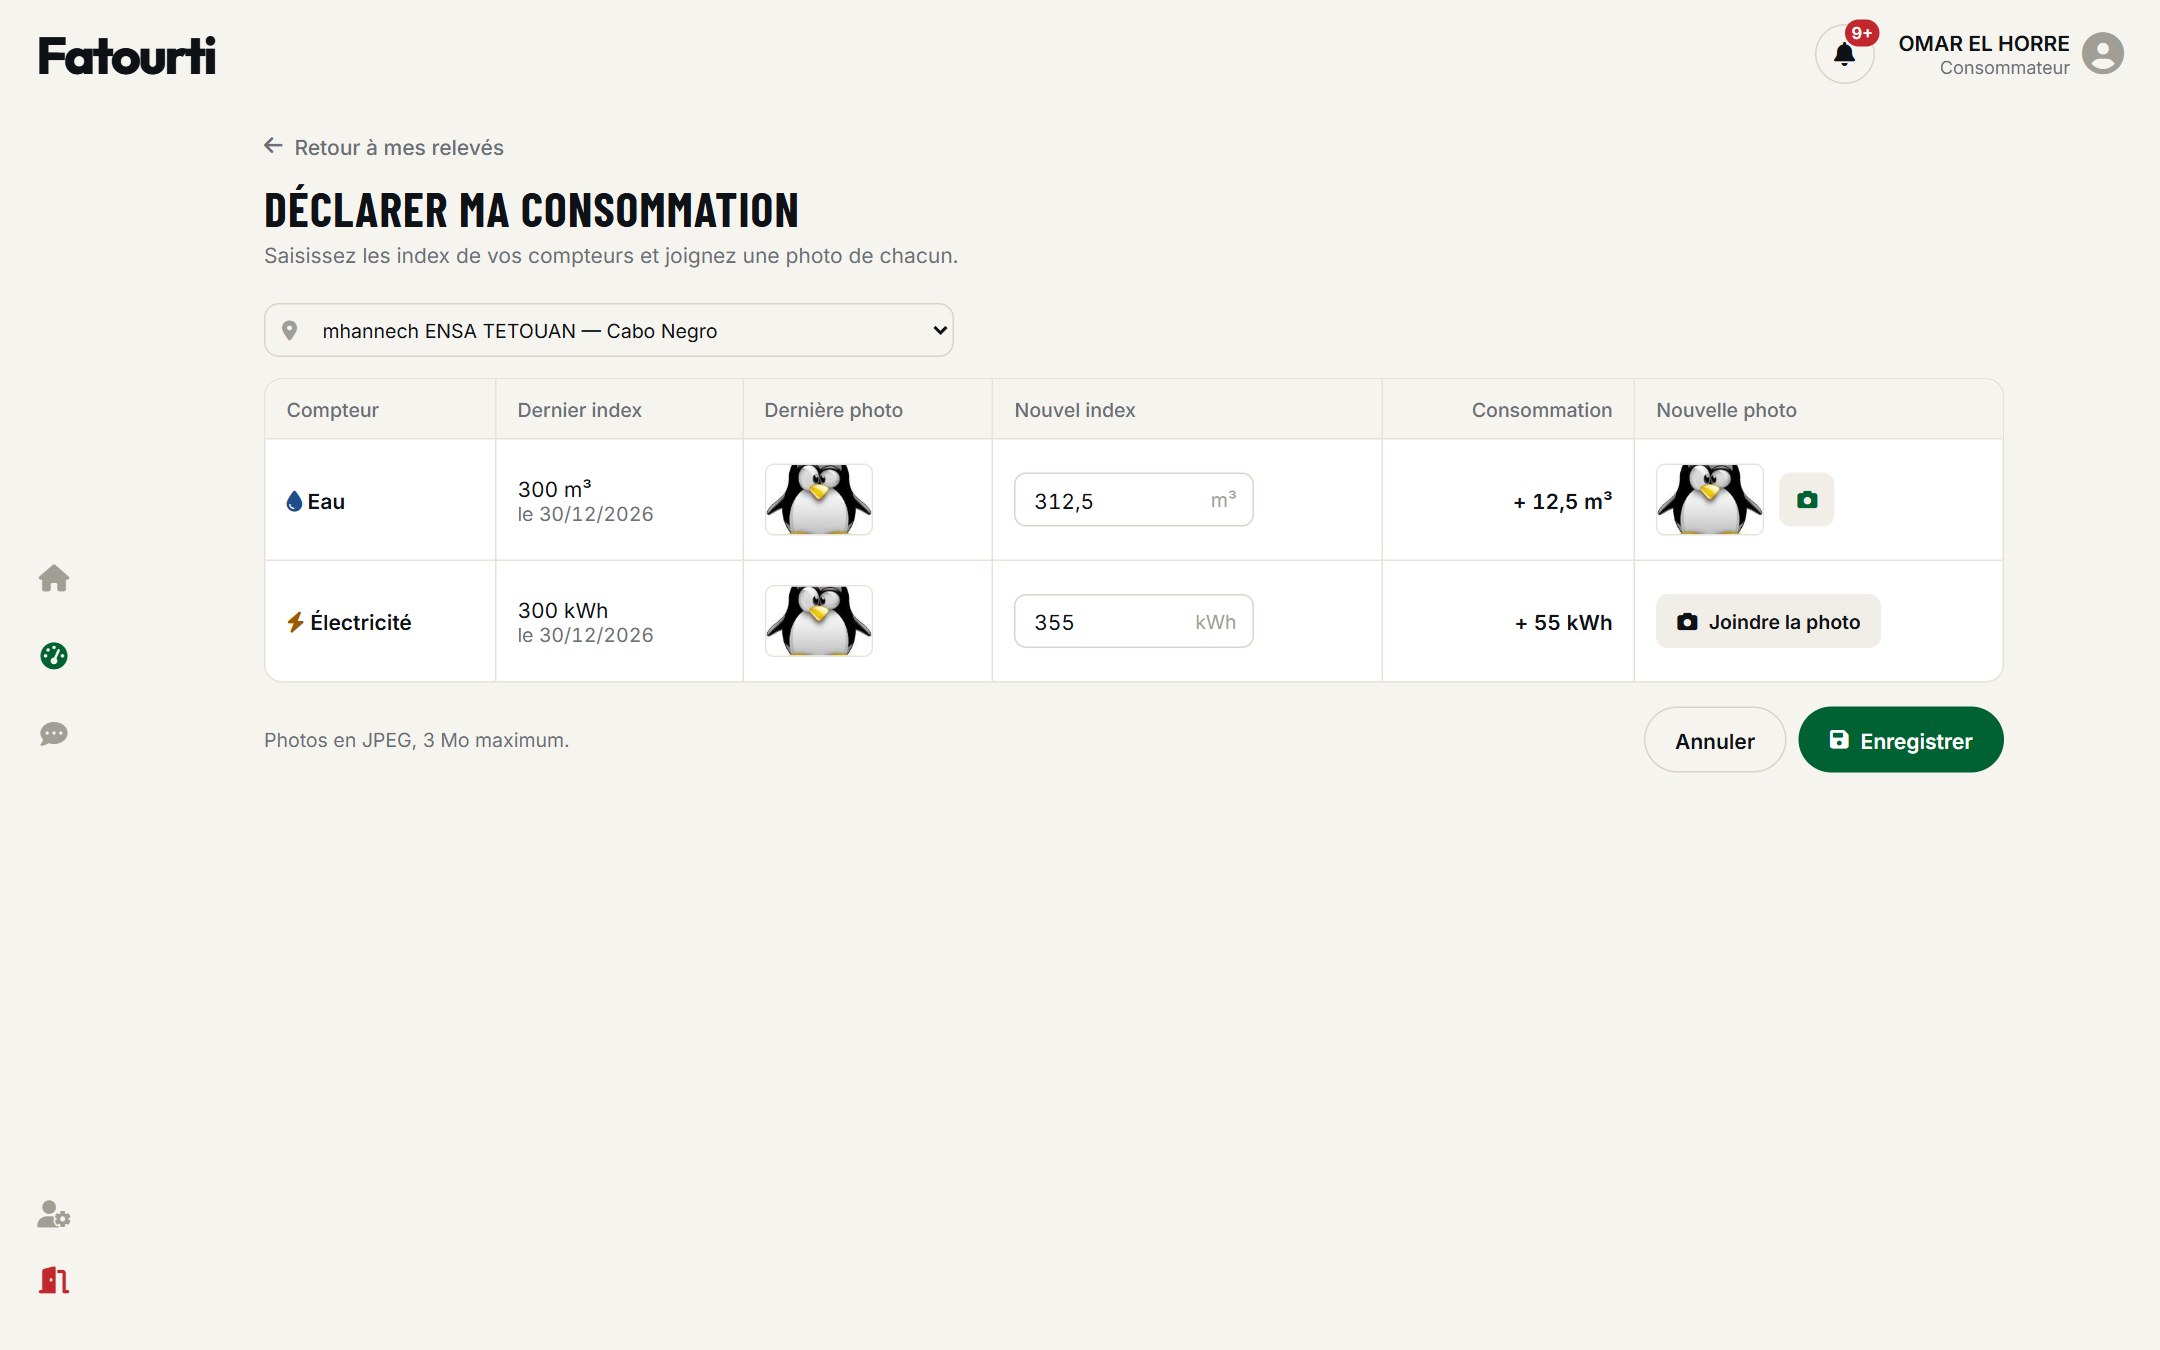 Fatourti
9+
OMAR EL HORRE
Consommateur
Retour à mes relevés
DÉCLARER MA CONSOMMATION
Saisissez les index de vos compteurs et joignez une photo de chacun.
mhannech ENSA TETOUAN — Cabo Negro
Compteur Dernier index Dernière photo Nouvel index Consommation Nouvelle photo
Eau 300 m³ 312,5 m³ + 12,5 m³
le 30/12/2026
Électricité 300 kWh 355 kWh + 55 kWh Joindre la photo
le 30/12/2026
Photos en JPEG, 3 Mo maximum.
Annuler Enregistrer